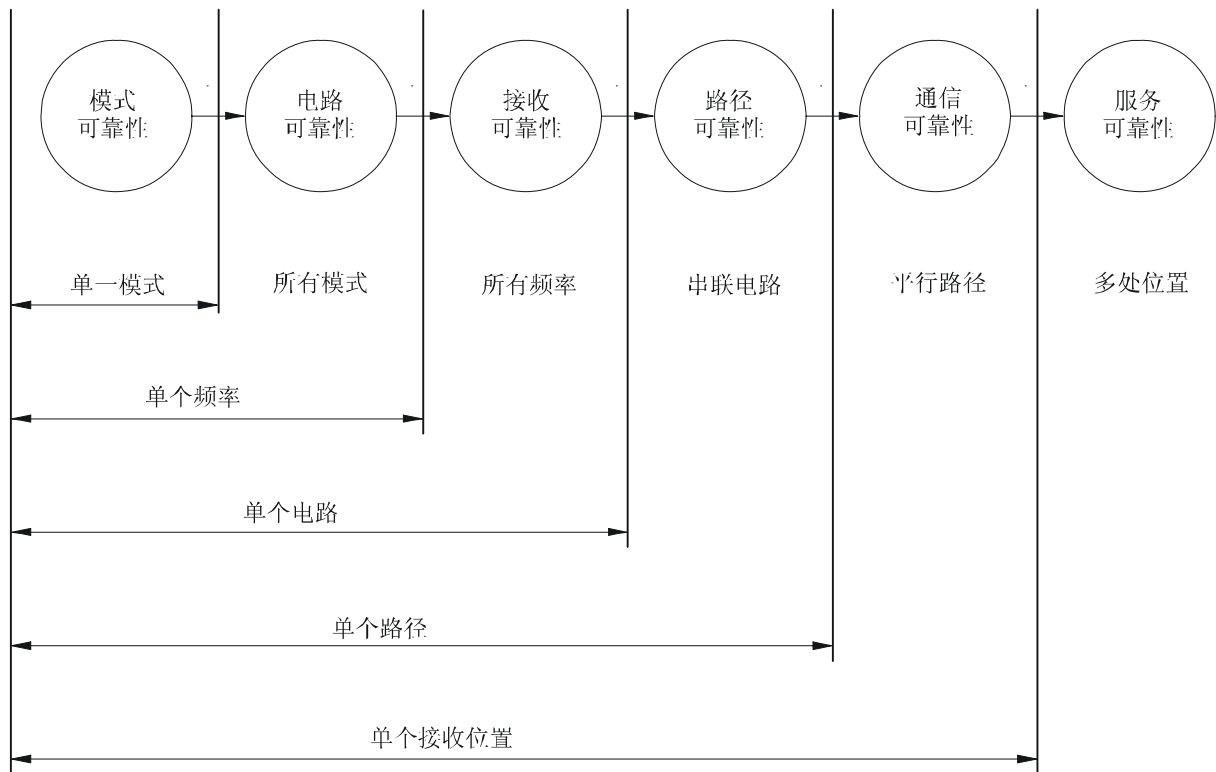 模式
可靠性
电路
可靠性
接收
可靠性
路径
可靠性
通信
可靠性
服务
可靠性
单一模式
所有模式
所有频率
串联电路
平行路径
多处位置
单个频率
单个电路
单个路径
单个接收位置